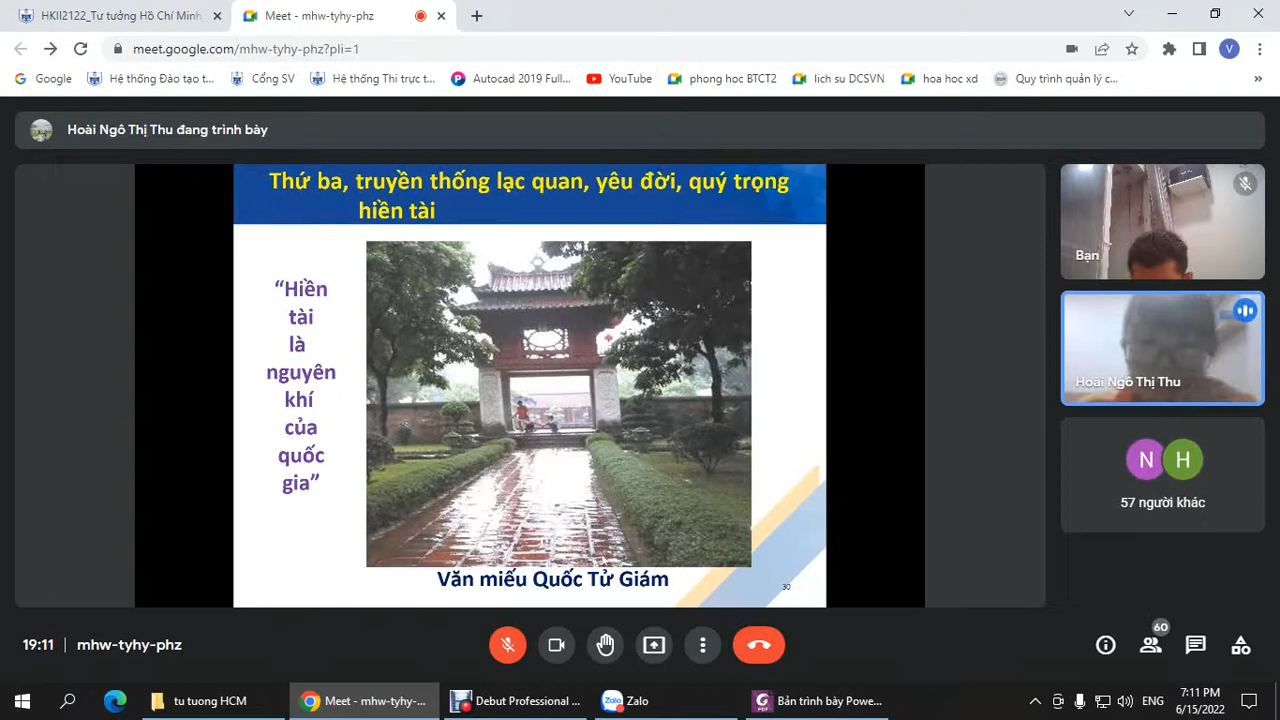 HKII2122_Tư tưởng Hồ Chí Minh
Meet - mhw-tyhy-phz
meet.google.com/mhw-tyhy-phz?pli=1
V
Google
Hệ thống Đào tạo t...
Cổng SV
Hệ thống Thi trực t...
Autocad 2019 Full...
YouTube
phong học BTCT2
lich su DCSVN
hoa hoc xd
Quy trình quản lý c...
»
Hoài Ngô Thị Thu đang trình bày
Thứ ba, truyền thống lạc quan, yêu đời, quý trọng
hiền tài
“Hiền
tài
là
nguyên
khí
của
quốc
gia”
Văn miếu Quốc Tử Giám
30
Bạn
Hoài Ngô Thị Thu
N H
57 người khác
19:11 | mhw-tyhy-phz
60
tu tuong HCM
Meet - mhw-tyhy-...
Debut Professional ...
Zalo
Bản trình bày Powe...
ENG
7:11 PM
6/15/2022